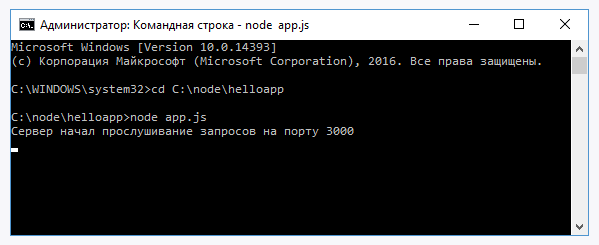 Администратор: Командная строка - node app.js
Microsoft Windows [Version 10.0.14393]
(c) Корпорация Майкрософт (Microsoft Corporation), 2016. Все права защищены.
C:\WINDOWS\system32>cd C:\node\helloapp
C:\node\helloapp>node app.js
Сервер начал прослушивание запросов на порту 3000